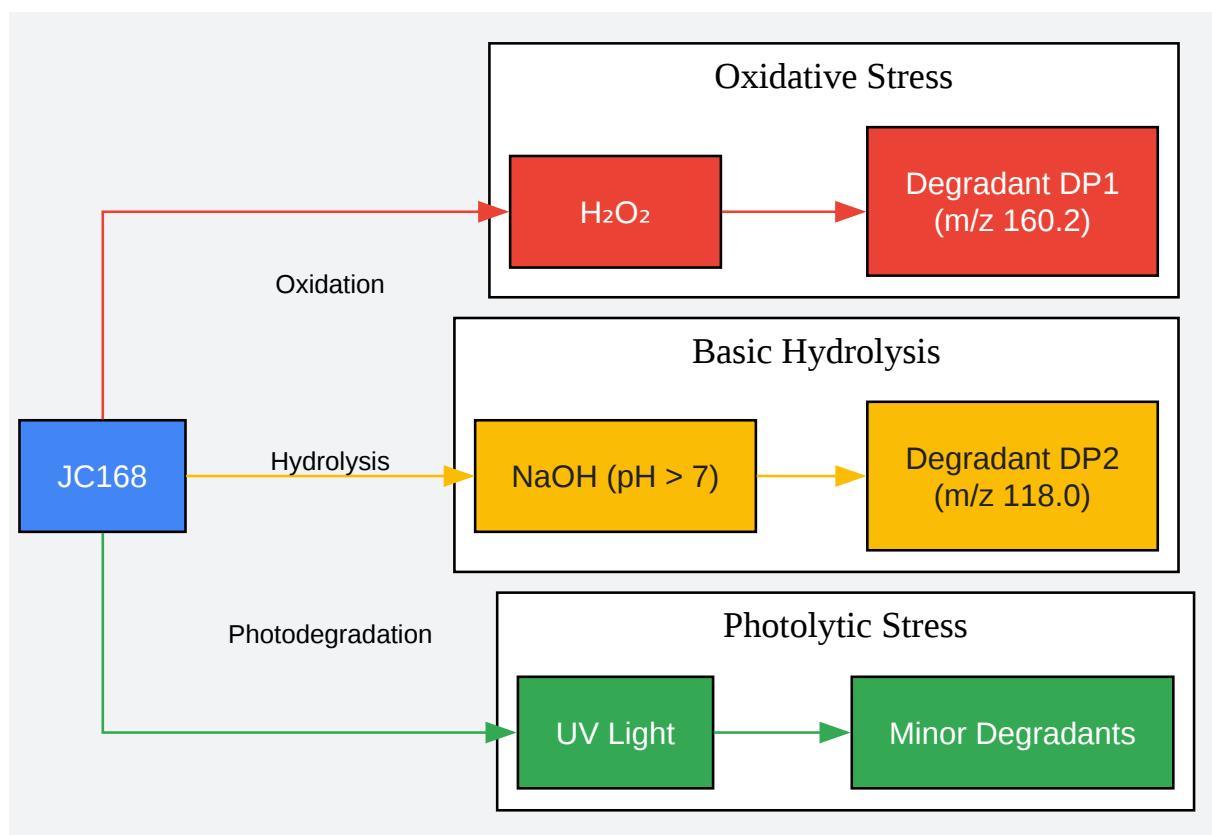 Oxidative Stress
H₂O₂
Degradant DP1
(m/z 160.2)
Oxidation
Basic Hydrolysis
JC168
Hydrolysis
NaOH (pH > 7)
Degradant DP2
(m/z 118.0)
Photodegradation
Photolytic Stress
UV Light
Minor Degradants